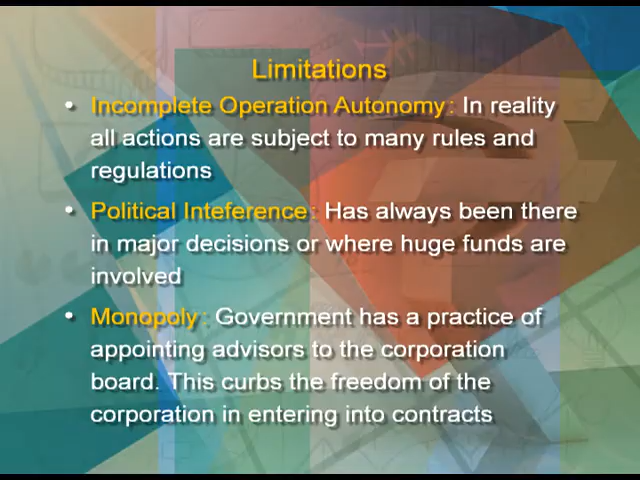 Limitations
• Incomplete Operation Autonomy: In reality
all actions are subject to many rules and
regulations
• Political Inteference: Has always been there
in major decisions or where huge funds are
involved
• Monopoly: Government has a practice of
appointing advisors to the corporation
board. This curbs the freedom of the
corporation in entering into contracts